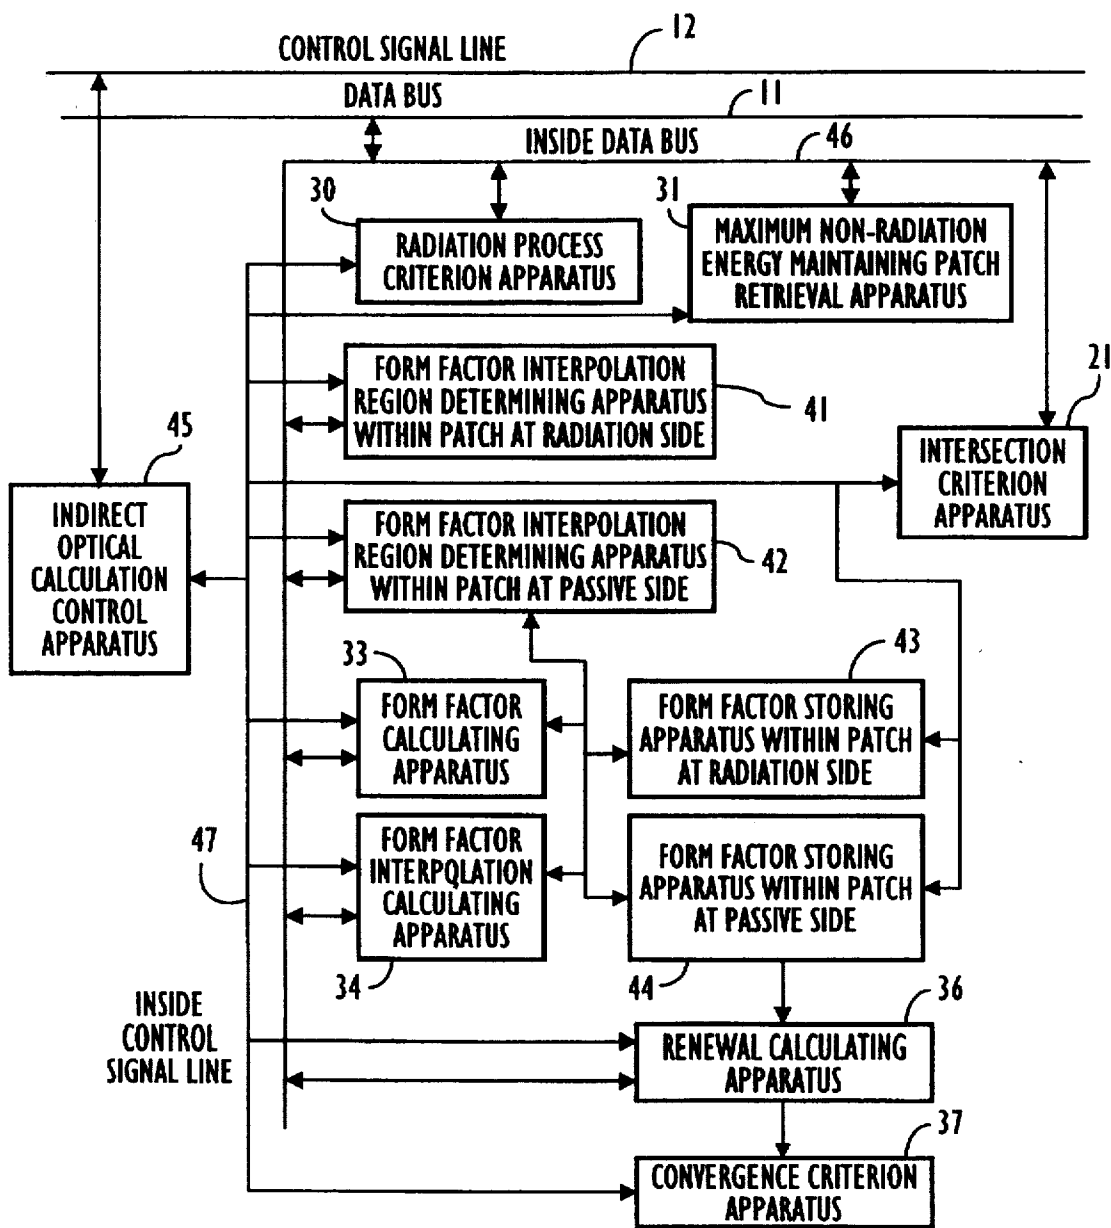 12
CONTROL SIGNAL LINE
DATA BUS
11
INSIDE DATA BUS
46
30
RADIATION PROCESS
CRITERION APPARATUS
31
MAXIMUM NON-RADIATION
ENERGY MAINTAINING PATCH
RETRIEVAL APPARATUS
FORM FACTOR INTERPOLATION
REGION DETERMINING APPARATUS
WITHIN PATCH AT RADIATION SIDE
41
21
INTERSECTION
CRITERION
APPARATUS
45
INDIRECT
OPTICAL
CALCULATION
CONTROL
APPARATUS
FORM FACTOR INTERPOLATION
REGION DETERMINING APPARATUS
WITHIN PATCH AT PASSIVE SIDE
42
33
FORM FACTOR
CALCULATING
APPARATUS
43
FORM FACTOR STORING
APPARATUS WITHIN PATCH
AT RADIATION SIDE
47
FORM FACTOR
INTERPOLATION
CALCULATING
APPARATUS
34
FORM FACTOR STORING
APPARATUS WITHIN PATCH
AT PASSIVE SIDE
44
INSIDE
CONTROL
SIGNAL LINE
36
RENEWAL CALCULATING
APPARATUS
37
CONVERGENCE CRITERION
APPARATUS